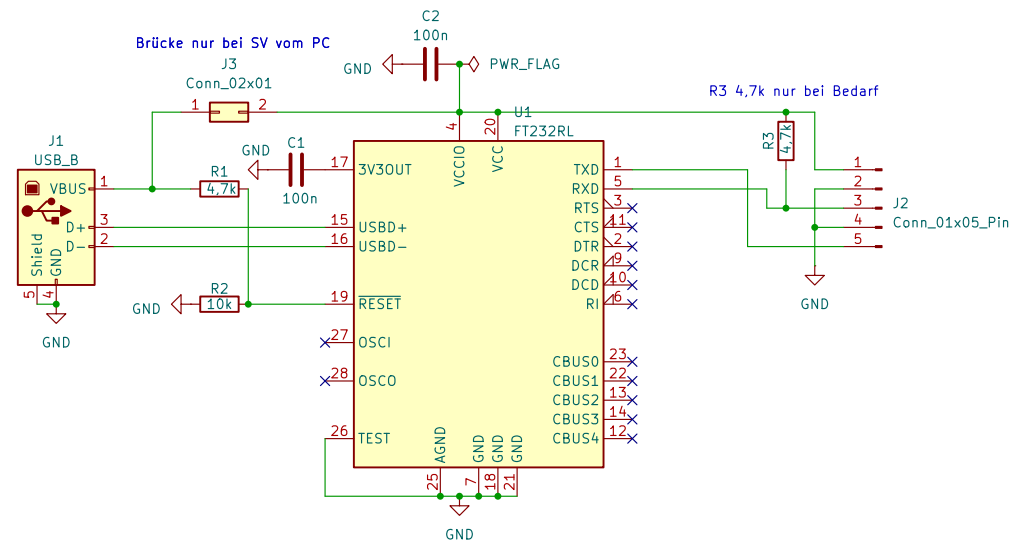 C2
100n
Brücke nur bei SV vom PC
GND
PWR_FLAG
J3
Conn_02x01
R3 4,7k nur bei Bedarf
1
2
U1
FT232RL
4
20
VCCIO
VCC
R3
4,7k
J1
USB_B
GND
C1
100n
17
3V3OUT
TXD
1
1
R1
4,7k
VBUS
1
RXD
5
2
RTS
3
3
J2
Conn_01x05_Pin
D+
3
15
USBD+
CTS
11
4
D-
2
16
USBD-
DTR
2
5
Shield
GND
DCR
9
DCD
10
5
4
GND
R2
10k
GND
19
RESET
RI
6
GND
27
OSCI
28
OSCO
CBUS0
23
CBUS1
22
CBUS2
13
CBUS3
14
26
TEST
CBUS4
12
AGND
GND
GND
GND
25
7
18
21
GND